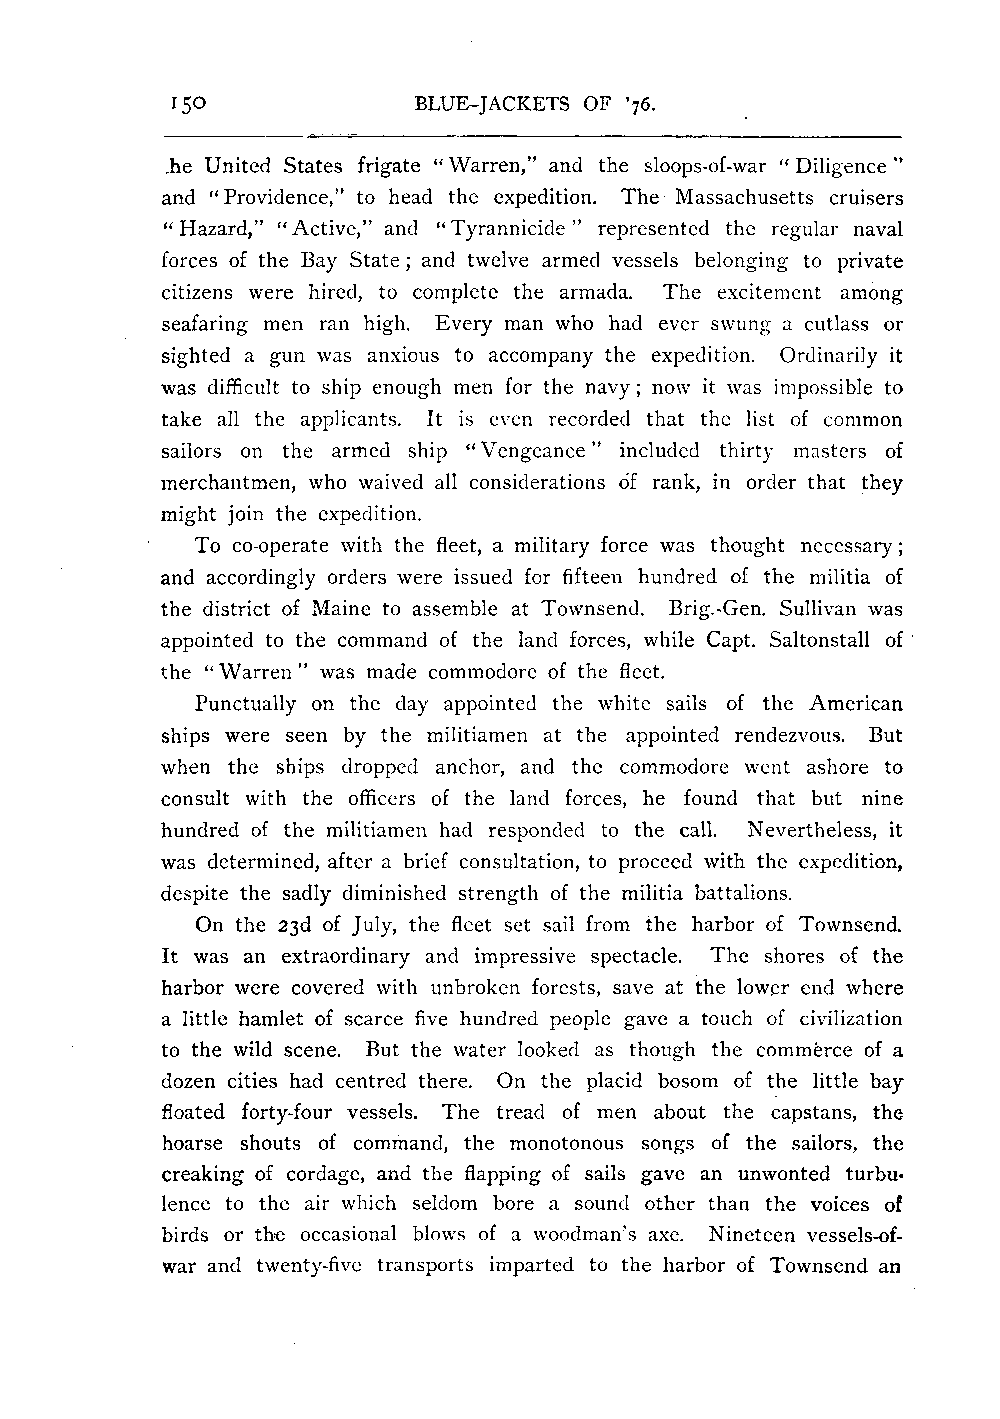 150 BLUE-JACKETS OF '76.
.he United States frigate "Warren," and the sloops-of-war "Diligence"
and "Providence," to head the expedition. The Massachusetts cruisers
"Hazard," "Active," and "Tyrannicide" represented the regular naval
forces of the Bay State; and twelve armed vessels belonging to private
citizens were hired, to complete the armada. The excitement among
seafaring men ran high. Every man who had ever swung a cutlass or
sighted a gun was anxious to accompany the expedition. Ordinarily it
was difficult to ship enough men for the navy; now it was impossible to
take all the applicants. It is even recorded that the list of common
sailors on the armed ship "Vengeance" included thirty masters of
merchantmen, who waived all considerations of rank, in order that they
might join the expedition.
To co-operate with the fleet, a military force was thought necessary;
and accordingly orders were issued for fifteen hundred of the militia of
the district of Maine to assemble at Townsend. Brig.-Gen. Sullivan was
appointed to the command of the land forces, while Capt. Saltonstall of
the "Warren" was made commodore of the fleet.
Punctually on the day appointed the white sails of the American
ships were seen by the militiamen at the appointed rendezvous. But
when the ships dropped anchor, and the commodore went ashore to
consult with the officers of the land forces, he found that but nine
hundred of the militiamen had responded to the call. Nevertheless, it
was determined, after a brief consultation, to proceed with the expedition,
despite the sadly diminished strength of the militia battalions.
On the 23d of July, the fleet set sail from the harbor of Townsend.
It was an extraordinary and impressive spectacle. The shores of the
harbor were covered with unbroken forests, save at the lower end where
a little hamlet of scarce five hundred people gave a touch of civilization
to the wild scene. But the water looked as though the commerce of a
dozen cities had centred there. On the placid bosom of the little bay
floated forty-four vessels. The tread of men about the capstans, the
hoarse shouts of command, the monotonous songs of the sailors, the
creaking of cordage, and the flapping of sails gave an unwonted turbu-
lence to the air which seldom bore a sound other than the voices of
birds or the occasional blows of a woodman's axe. Nineteen vessels-of-
war and twenty-five transports imparted to the harbor of Townsend an